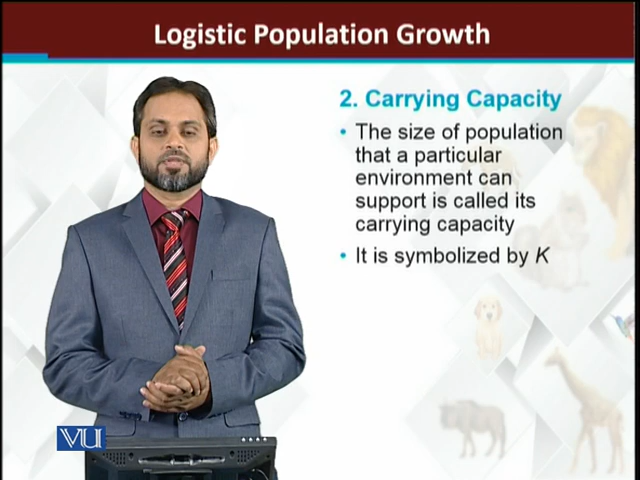 Logistic Population Growth
2. Carrying Capacity
• The size of population
that a particular
environment can
support is called its
carrying capacity
• It is symbolized by K
VU